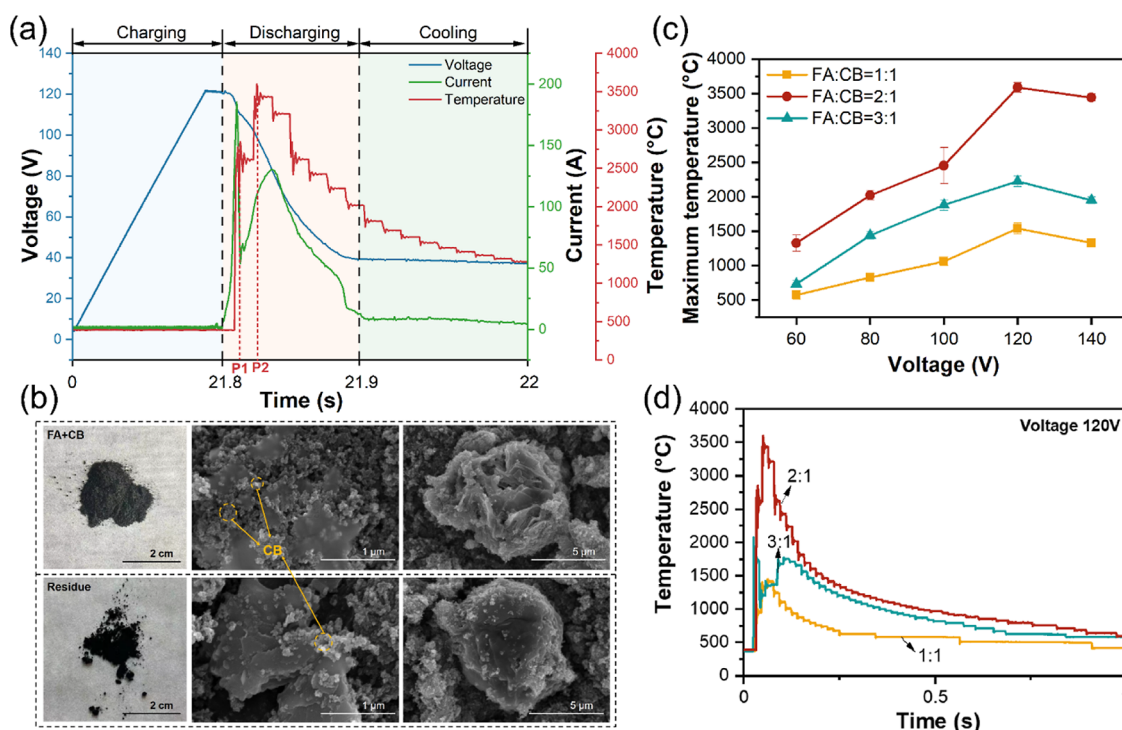 (a)
Charging
Discharging
Cooling
140
120
100
80
60
40
20
0
Voltage (V)
Voltage
Current
Temperature
200
150
100
50
0
Current (A)
4000
3500
3000
2500
2000
1500
1000
500
0
Temperature (°C)
P1 P2
0
21.8
21.9
22
Time (s)
(b)
FA+CB
2 cm
CB
1 μm
5 μm
Residue
2 cm
1 μm
5 μm
(c)
FA:CB=1:1
FA:CB=2:1
FA:CB=3:1
4000
3500
3000
2500
2000
1500
1000
500
Maximum temperature (°C)
60
80
100
120
140
Voltage (V)
(d)
Voltage 120V
4000
3500
3000
2500
2000
1500
1000
500
0
Temperature (°C)
2:1
3:1
1:1
0
0.5
Time (s)